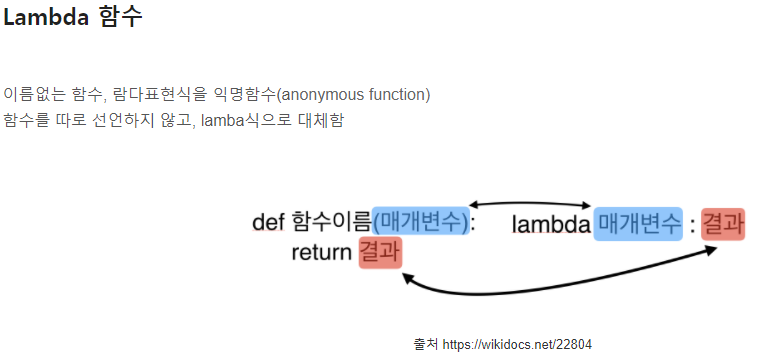 Lambda 함수
이름없는 함수, 람다표현식을 익명함수(anonymous function)
함수를 따로 선언하지 않고, lamba식으로 대체함
def 함수이름(매개변수):
return 결과
lambda 매개변수 : 결과
출처 https://wikidocs.net/22804